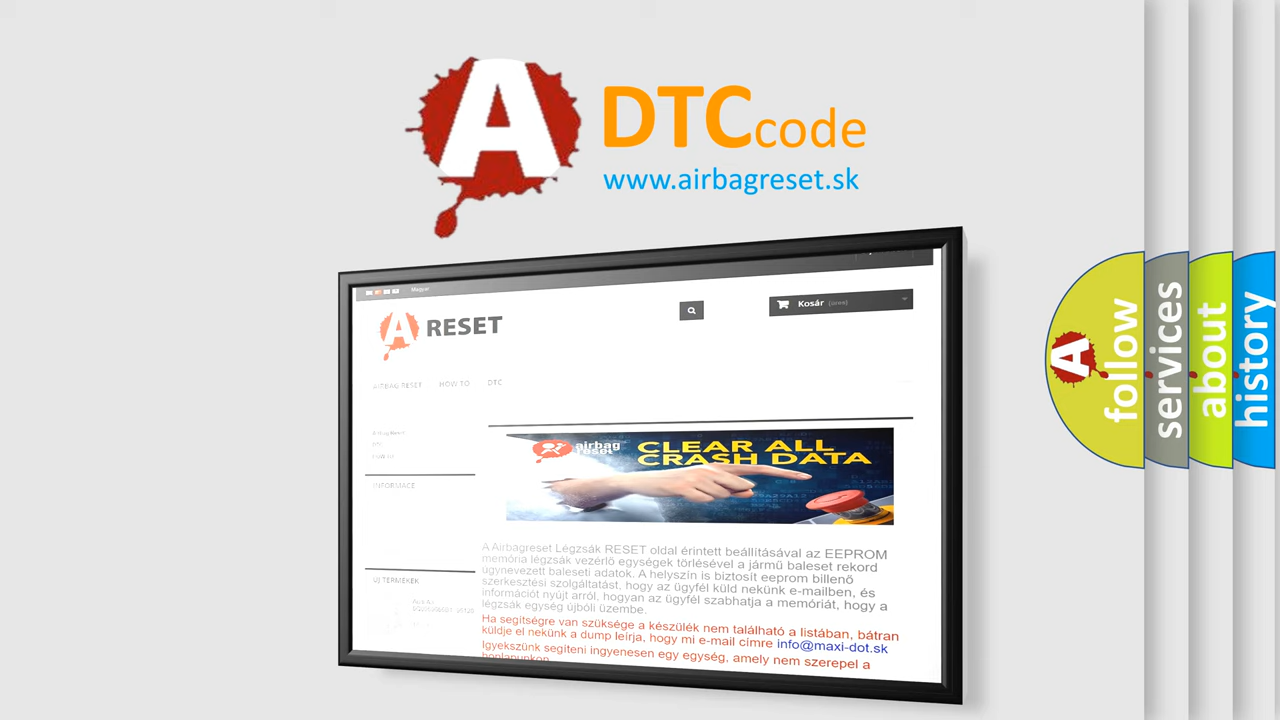 A
DTCcode
www.airbagreset.sk
Magyar
A RESET
Kosár (üres)
AIRBAG RESET HOW TO DTC
DTC
INFORMACE
ÚJ TERMÉKEK
airbag
reset
CLEAR ALL
CRASH DATA
A Airbagreset Légzsák RESET oldal érintett beállításával az EEPROM
memória légzsák vezérlő egységek törlésével a jármű baleset rekord
úgynevezett baleseti adatok. A helyszín is biztosít eeprom billenő
szerkesztési szolgáltatást, hogy az ügyfél küld nekünk e-mailben, és
információt nyújt arról, hogyan az ügyfél szabhatja a memóriát, hogy a
légzsák egység újbóli üzembe.
Ha segítségre van szüksége a készülék nem található a listában, bátran
küldje el nekünk a dump leírja, hogy mi e-mail címre info@maxi-dot.sk
Igyekszünk segíteni ingyenesen egy egység, amely nem szerepel a
honlapunkon
A
follow
services
about
history